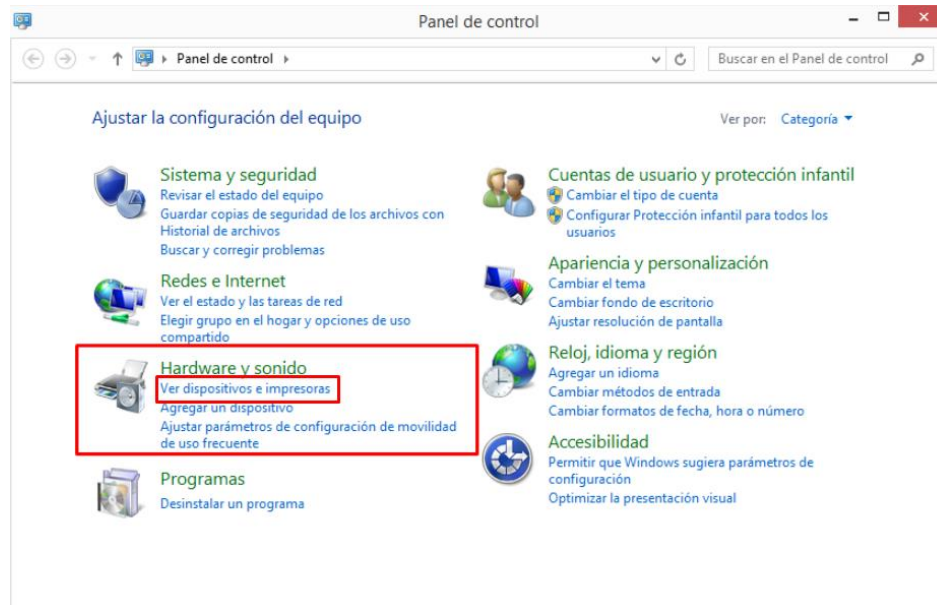 Panel de control
Panel de control
Buscar en el Panel de control
Ajustar la configuración del equipo
Ver por: Categoría
Sistema y seguridad
Revisar el estado del equipo
Guardar copias de seguridad de los archivos con
Historial de archivos
Buscar y corregir problemas
Redes e Internet
Ver el estado y las tareas de red
Elegir grupo en el hogar y opciones de uso
compartido
Hardware y sonido
Ver dispositivos e impresoras
Agregar un dispositivo
Ajustar parámetros de configuración de movilidad
de uso frecuente
Programas
Desinstalar un programa
Cuentas de usuario y protección infantil
Cambiar el tipo de cuenta
Configurar Protección infantil para todos los
usuarios
Apariencia y personalización
Cambiar el tema
Cambiar fondo de escritorio
Ajustar resolución de pantalla
Reloj, idioma y región
Agregar un idioma
Cambiar métodos de entrada
Cambiar formatos de fecha, hora o número
Accesibilidad
Permitir que Windows sugiera parámetros de
configuración
Optimizar la presentación visual